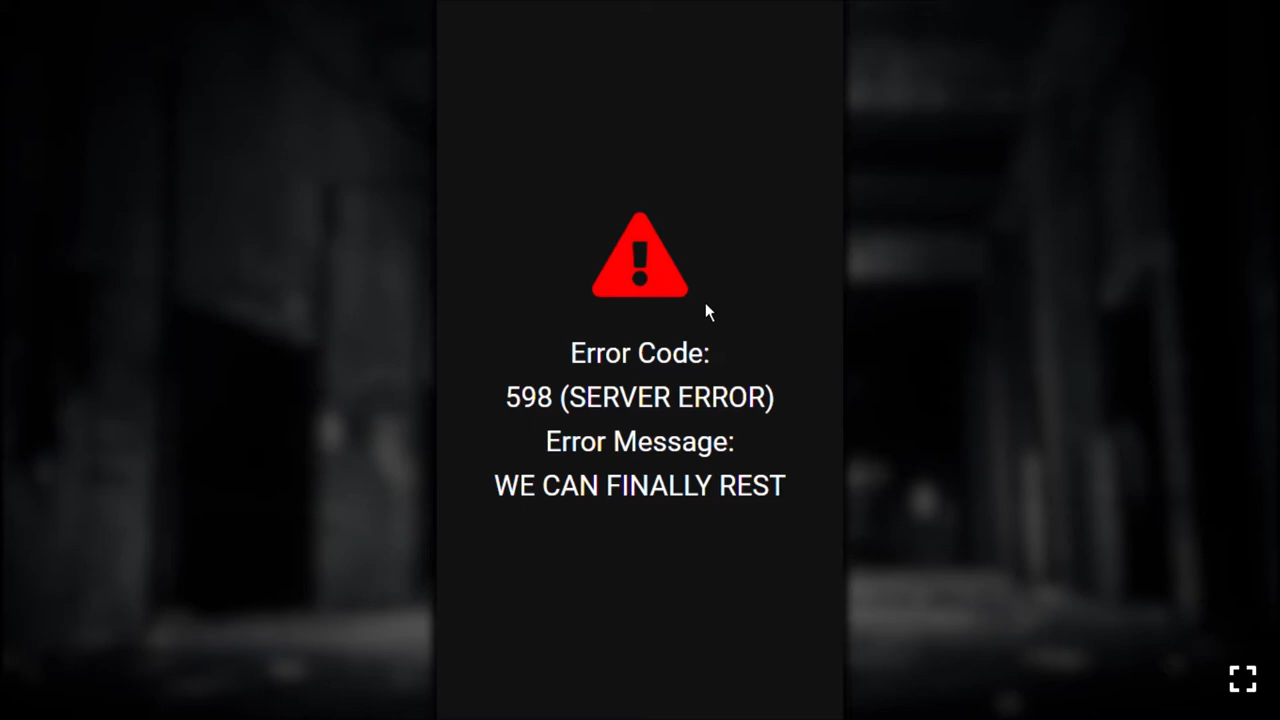 Error Code:
598 (SERVER ERROR)
Error Message:
WE CAN FINALLY REST